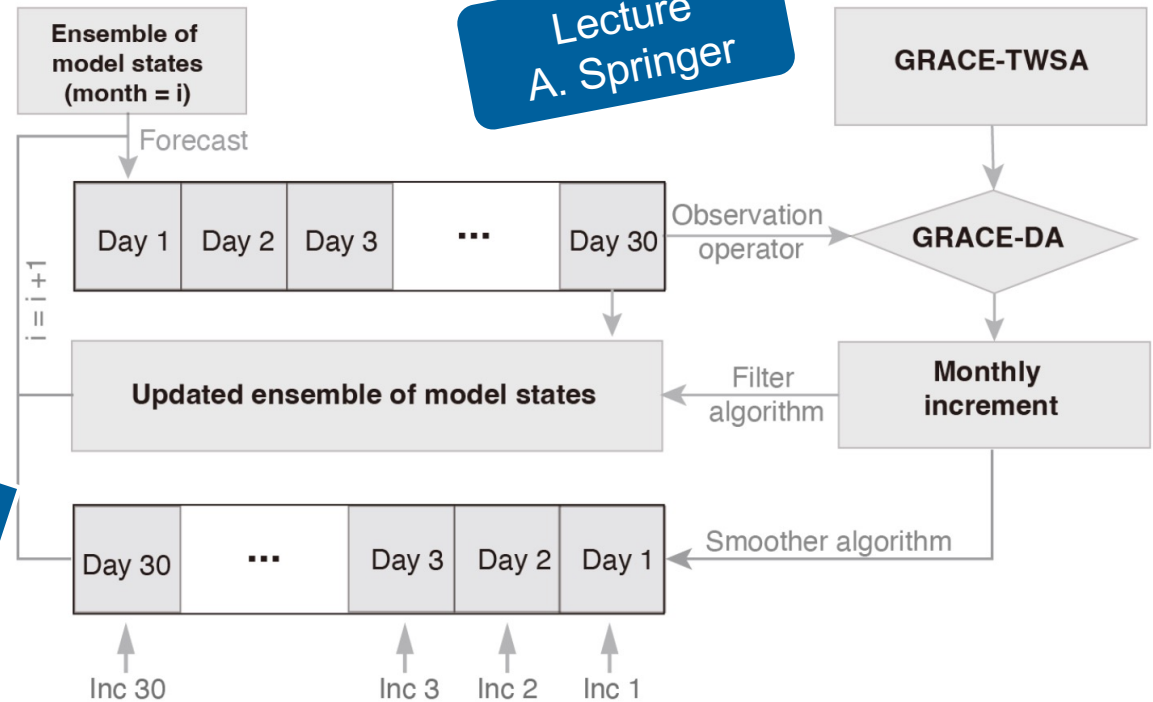 Lecture
A. Springer
Ensemble of
model states
(month = i)
GRACE-TWSA
Forecast
Day 1
Day 2
Day 3
...
Day 30
Observation
operator
GRACE-DA
i = i +1
Updated ensemble of model states
Filter
algorithm
Monthly
increment
Day 30
...
Day 3
Day 2
Day 1
Smoother algorithm
Inc 30
Inc 3
Inc 2
Inc 1